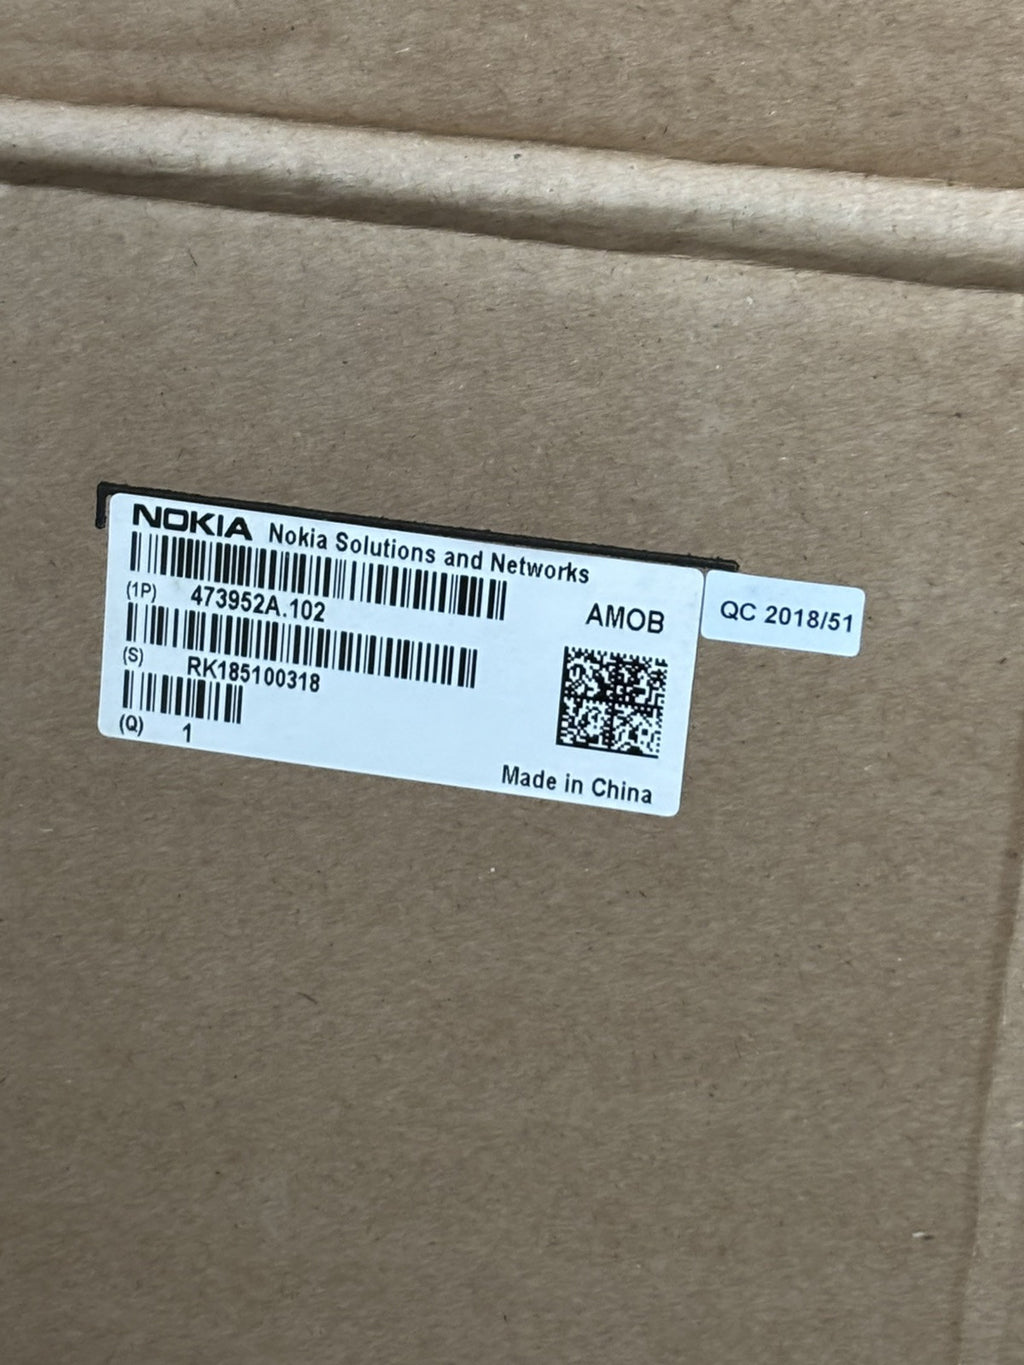 NOKIA Nokia Solutions and Networks
(1P) 473952A.102
AMOB
QC 2018/51
(S) RK185100318
(Q) 1
Made in China